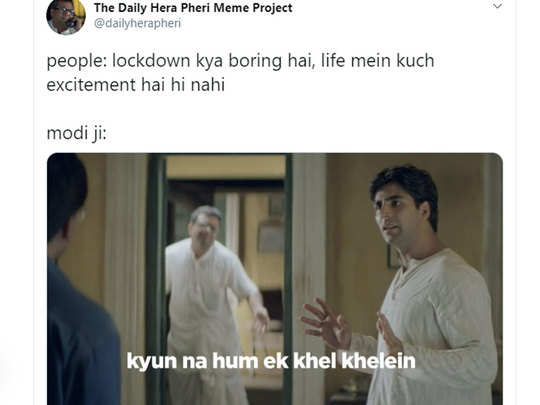 The Daily Hera Pheri Meme Project
@dailyherapheri
people: lockdown kya boring hai, life mein kuch
excitement hai hi nahi
modi ji:
kyun na hum ek khel khelein